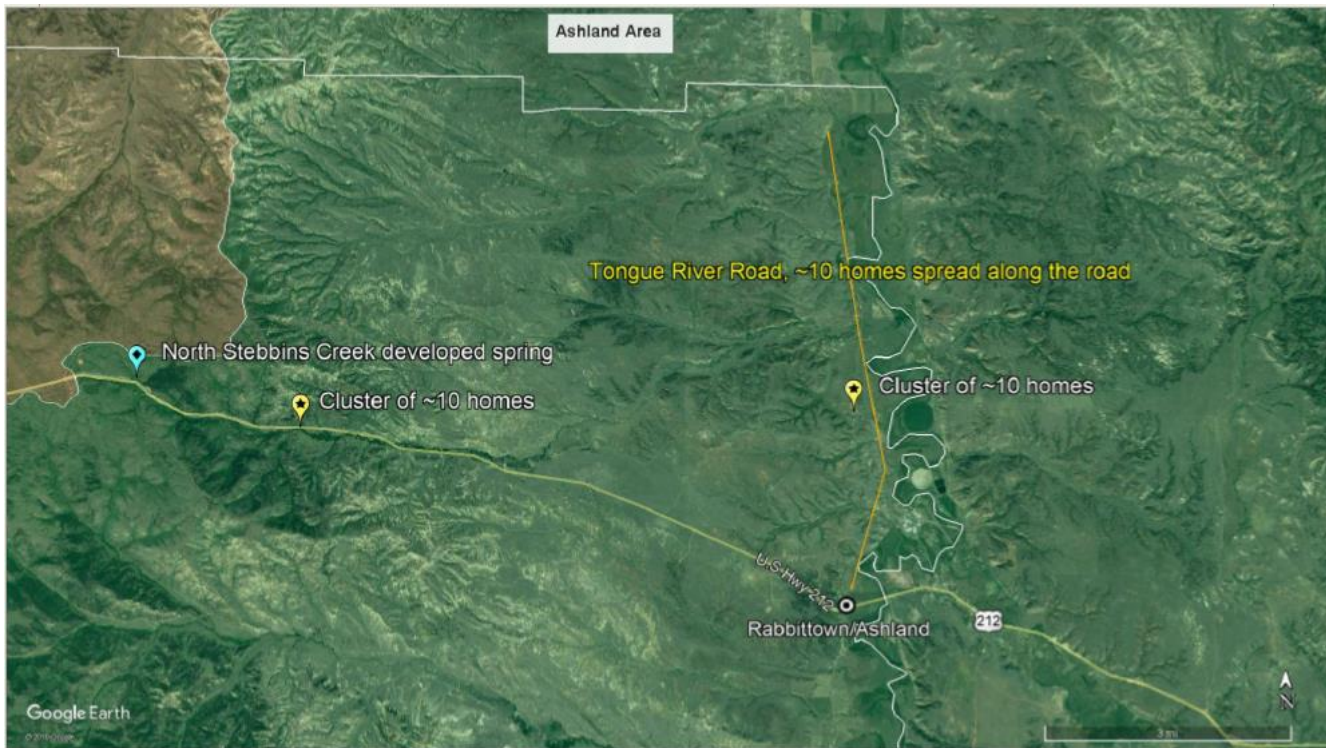 Ashland Area
Tongue River Road, ~10 homes spread along the road
North Stebbins Creek developed spring
Cluster of ~10 homes
Cluster of ~10 homes
U.S Hwy 212
Rabbittown/Ashland
212
N
Google Earth
3 mi